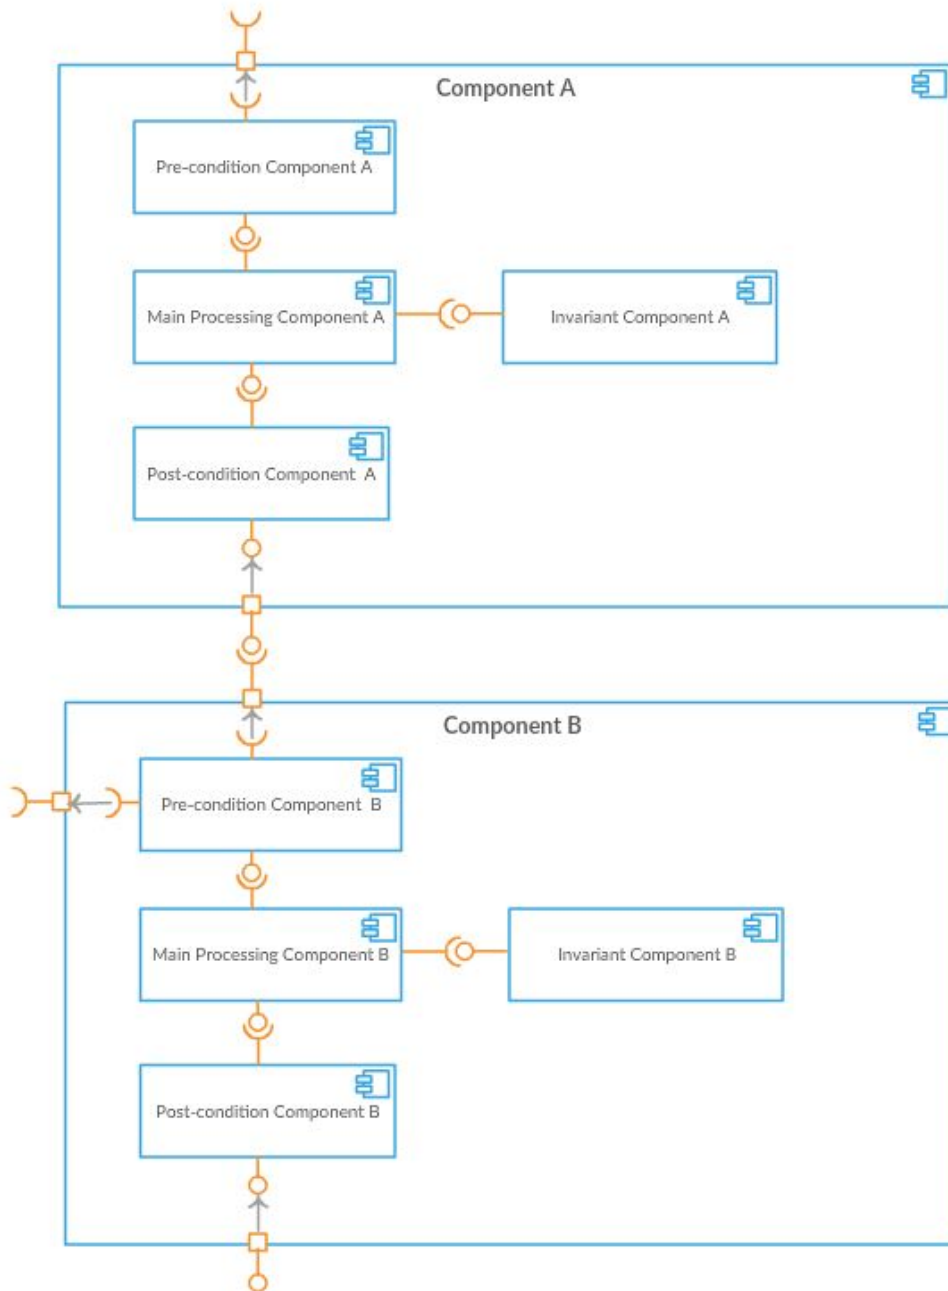 Component A
Pre-condition Component A
Main Processing Component A
Invariant Component A
Post-condition Component A
Component B
Pre-condition Component B
Main Processing Component B
Invariant Component B
Post-condition Component B